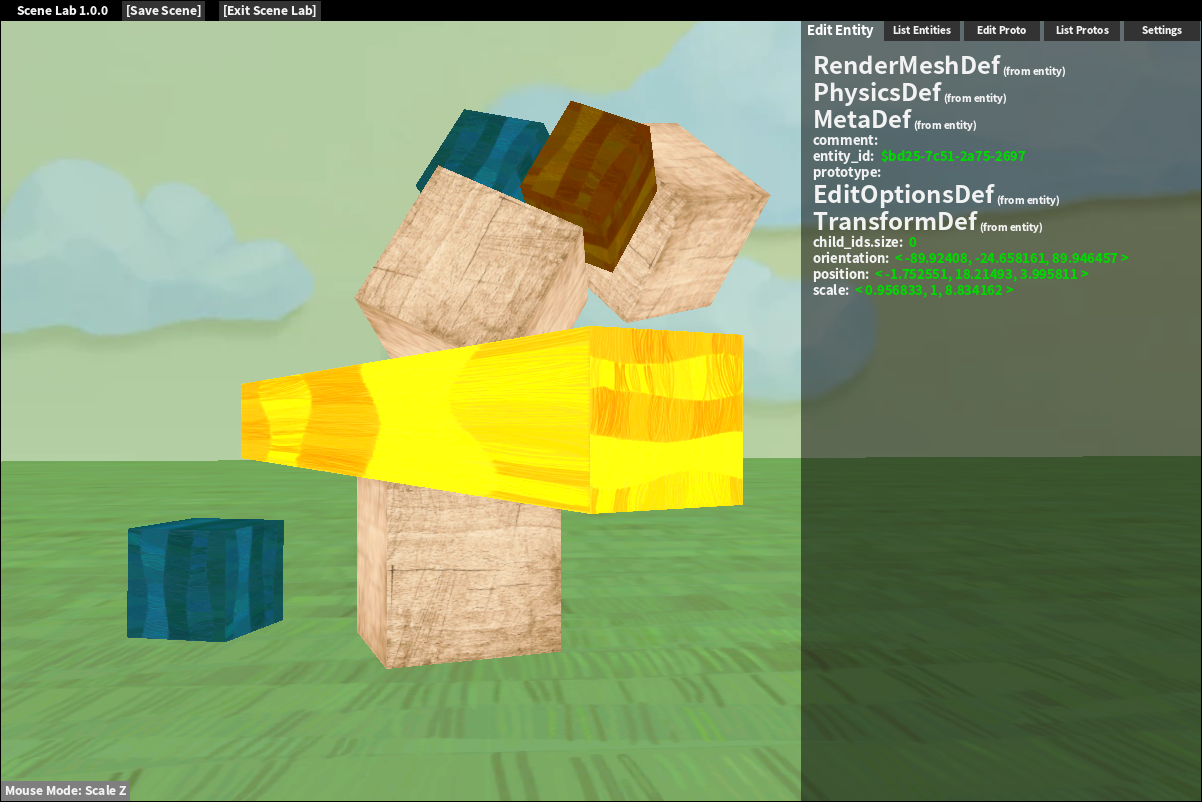 Scene Lab 1.0.0 [Save Scene] [Exit Scene Lab]
Edit Entity List Entities Edit Proto List Protos Settings
RenderMeshDef (from entity)
PhysicsDef (from entity)
MetaDef (from entity)
comment:
entity_id: $bd25-7c51-2a75-2697
prototype:
EditOptionsDef (from entity)
TransformDef (from entity)
child_ids.size: 0
orientation: < -89.92408, -24.658161, 89.946457 >
position: < -1.752551, 18.21493, 3.995811 >
scale: < 0.956833, 1, 8.834162 >
Mouse Mode: Scale Z